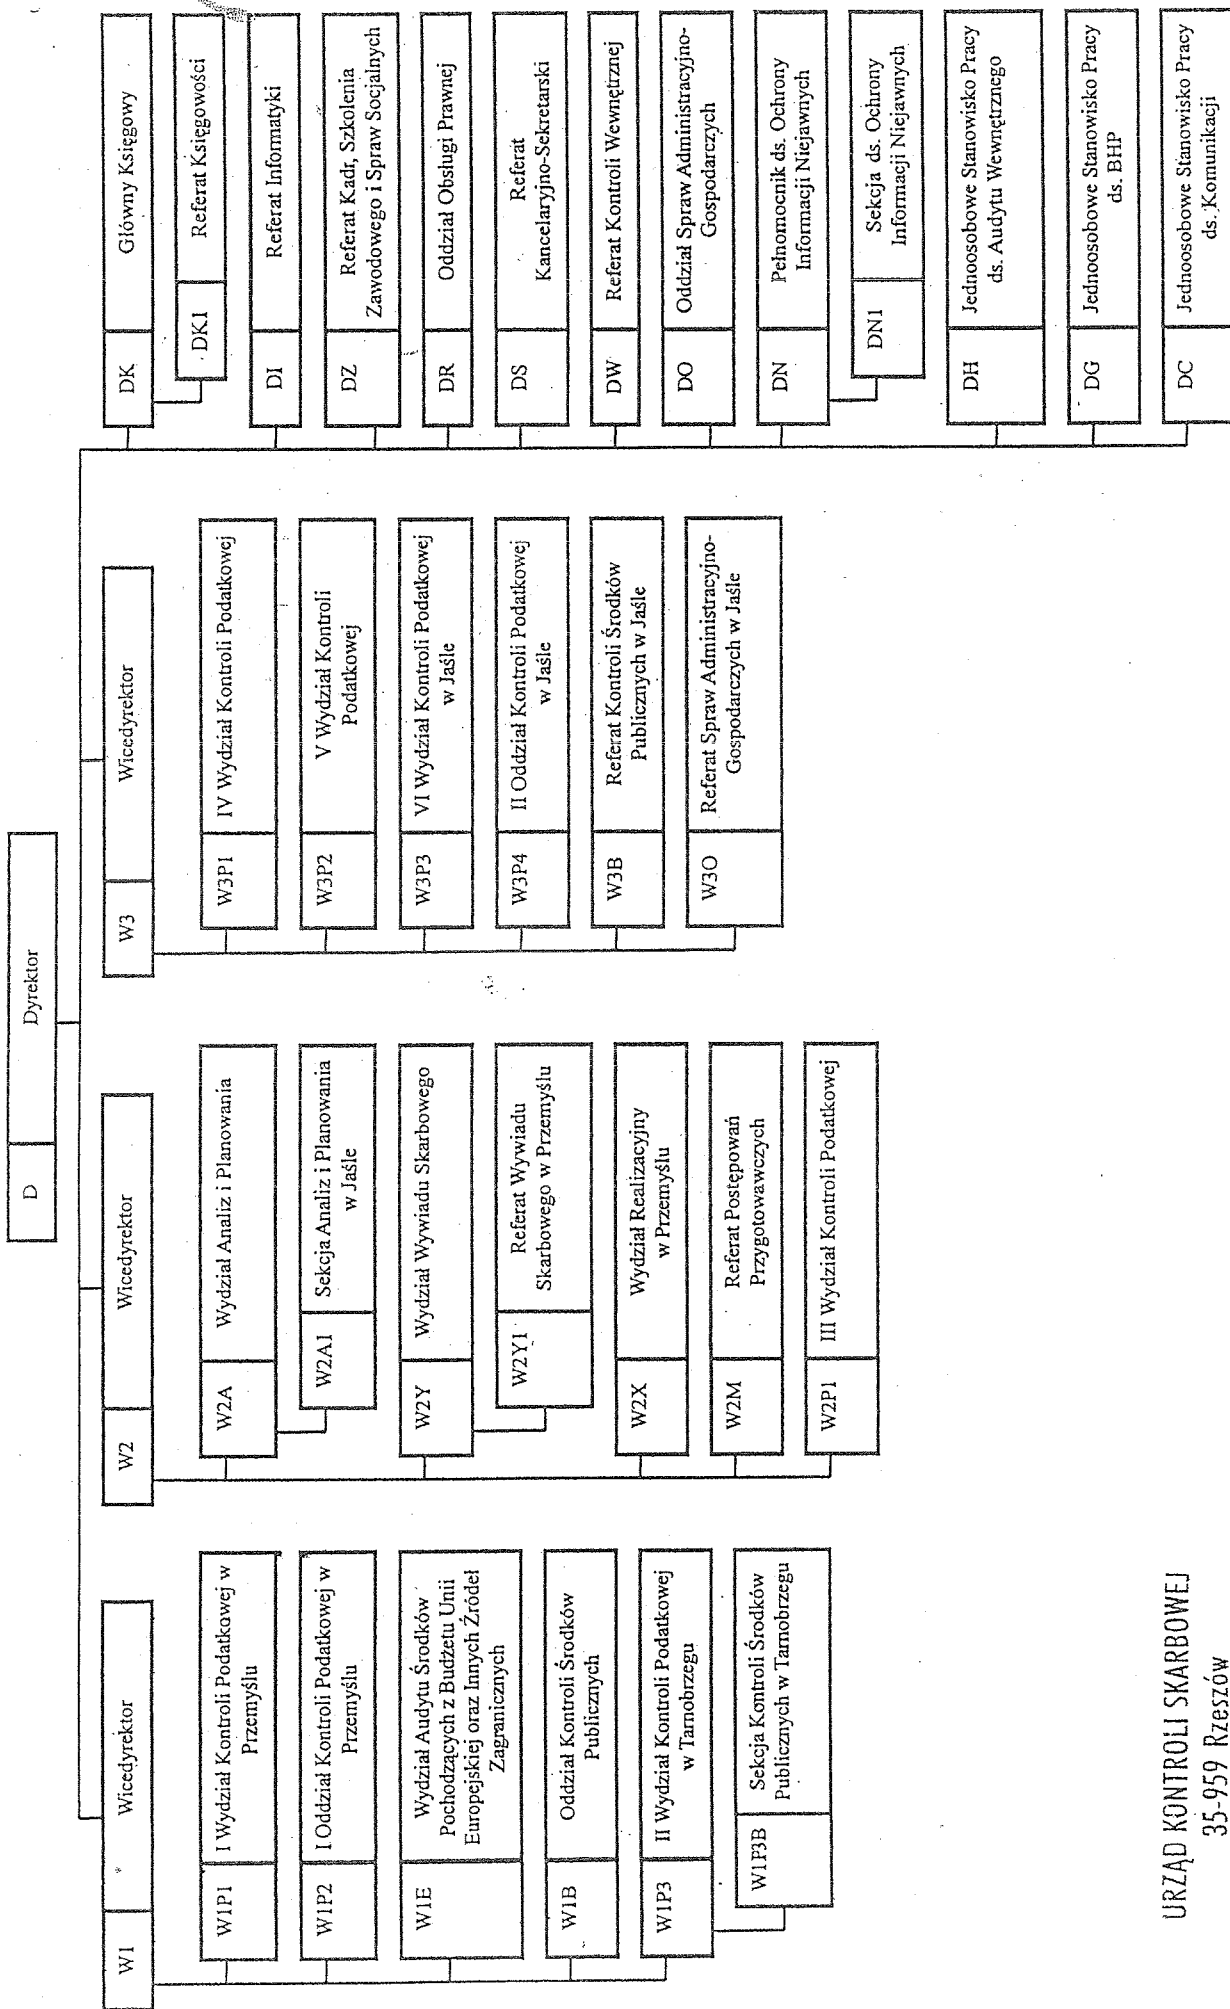 D
Dyrektor
W1
Wicedyrektor
W1P1
I Wydział Kontroli Podatkowej w
Przemyślu
W1P2
I Oddział Kontroli Podatkowej w
Przemyślu
W1E
Wydział Audytu Środków
Pochodzących z Budżetu Unii
Europejskiej oraz Innych Źródeł
Zagranicznych
W1B
Oddział Kontroli Środków
Publicznych
W1P3
II Wydział Kontroli Podatkowej
w Tarnobrzegu
W1P3B
Sekcja Kontroli Środków
Publicznych w Tarnobrzegu
W2
Wicedyrektor
W2A
Wydział Analiz i Planowania
W2A1
Sekcja Analiz i Planowania
w Jaśle
W2Y
Wydział Wywiadu Skarbowego
W2Y1
Referat Wywiadu
Skarbowego w Przemyślu
W2X
Wydział Realizacyjny
w Przemyślu
W2M
Referat Postępowań
Przygotowawczych
W2P1
III Wydział Kontroli Podatkowej
W3
Wicedyrektor
W3P1
IV Wydział Kontroli Podatkowej
W3P2
V Wydział Kontroli
Podatkowej
W3P3
VI Wydział Kontroli Podatkowej
w Jaśle
W3P4
II Oddział Kontroli Podatkowej
w Jaśle
W3B
Referat Kontroli Środków
Publicznych w Jaśle
W3O
Referat Spraw Administracyjno-
Gospodarczych w Jaśle
DK
Główny Księgowy
DK1
Referat Księgowości
DI
Referat Informatyki
DZ
Referat Kadr, Szkolenia
Zawodowego i Spraw Socjalnych
DR
Oddział Obsługi Prawnej
DS
Referat
Kancelaryjno-Sekretarski
DW
Referat Kontroli Wewnętrznej
DO
Oddział Spraw Administracyjno-
Gospodarczych
DN
Pełnomocnik ds. Ochrony
Informacji Niejawnych
DN1
Sekcja ds. Ochrony
Informacji Niejawnych
DH
Jednoosobowe Stanowisko Pracy
ds. Audytu Wewnętrznego
DG
Jednoosobowe Stanowisko Pracy
ds. BHP
DC
Jednoosobowe Stanowisko Pracy
ds. Komunikacji
URZĄD KONTROLI SKARBOWEJ
35-959 Rzeszów